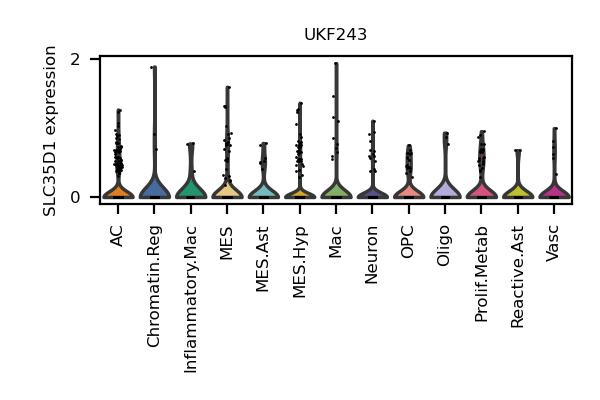 UKF243
SLC35D1 expression
2
0
AC
Chromatin.Reg
Inflammatory.Mac
MES
MES.Ast
MES.Hyp
Mac
Neuron
OPC
Oligo
Prolif.Metab
Reactive.Ast
Vasc